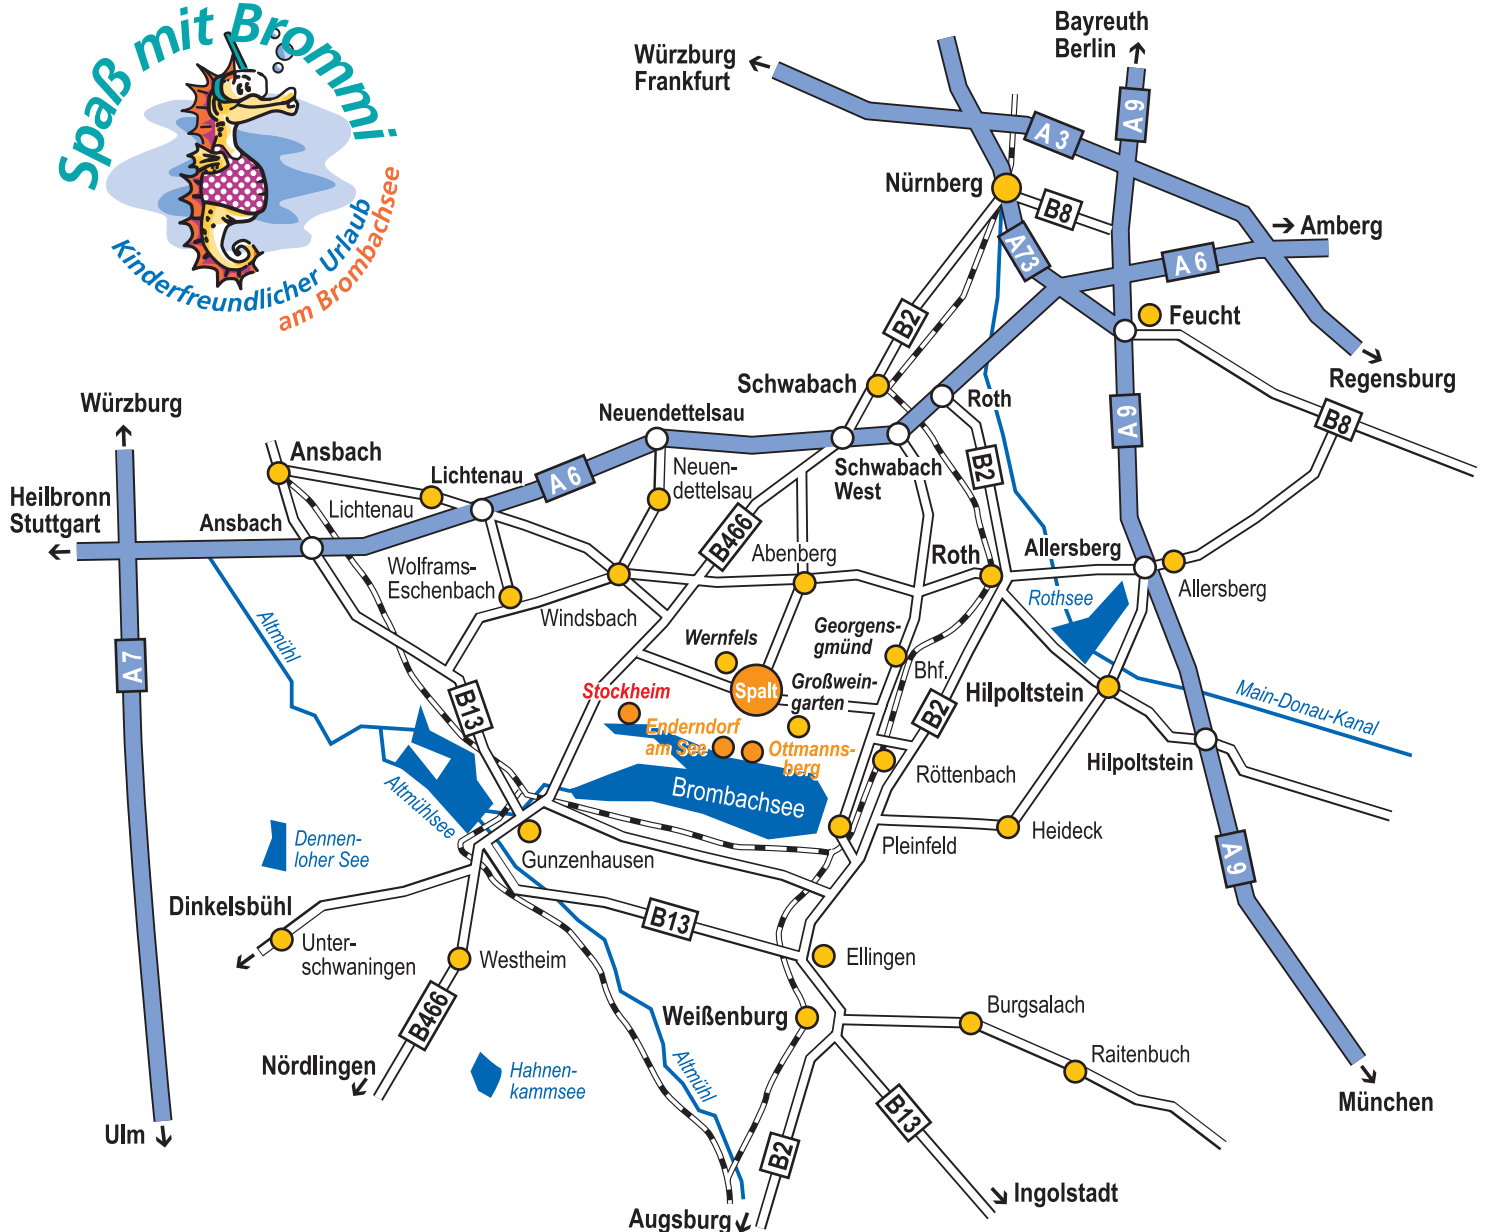 Spaß mit Brommi
Kinderfreundlicher Urlaub
am Brombachsee
Würzburg
Frankfurt
Bayreuth
Berlin
A 9
A 3
Nürnberg
B8
Amberg
A73
A 6
B2
Feucht
Regensburg
Schwabach
Roth
Würzburg
Neuendettelsau
A 9
B8
Ansbach
Lichtenau
A 6
Neuen-
dettelsau
Schwabach
West
B2
Heilbronn
Stuttgart
Lichtenau
Ansbach
B466
Abenberg
Roth
Allersberg
Wolframs-
Eschenbach
Allersberg
Rothsee
Windsbach
Altmühl
Wernfels
Georgens-
gmünd
Bhf.
A 7
Stockheim
Spalt
Großwein-
garten
Hilpoltstein
Main-Donau-Kanal
B13
B2
Enderndorf
am See
Ottmanns-
berg
Röttenbach
Hilpoltstein
Altmühlsee
Brombachsee
Dennen-
loher See
Gunzenhausen
Pleinfeld
Heideck
A 9
Dinkelsbühl
B13
Unter-
schwaningen
Westheim
Ellingen
B466
Weißenburg
Burgsalach
Nördlingen
Hahnen-
kammsee
Altmühl
Raitenbuch
München
B13
Ulm
B2
Ingolstadt
Augsburg